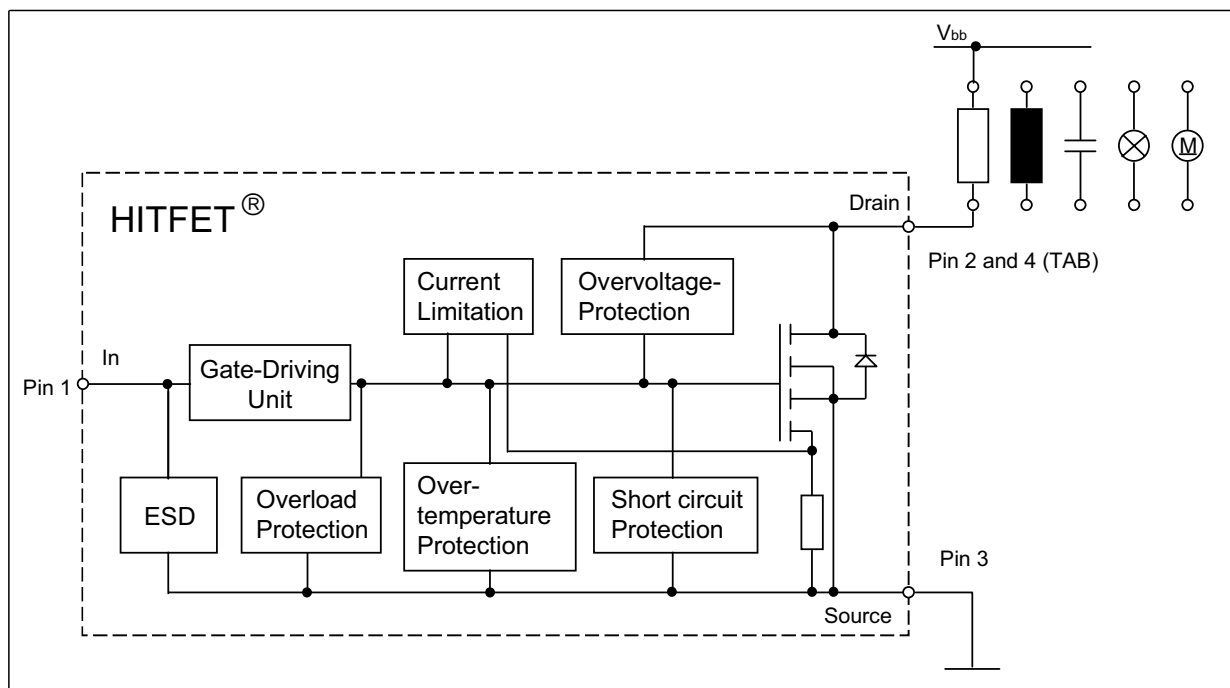 Vbb
HITFET ®
Drain
Pin 2 and 4 (TAB)
Current
Limitation
Overvoltage-
Protection
M
In
Pin 1
Gate-Driving
Unit
ESD
Overload
Protection
Over-
temperature
Protection
Short circuit
Protection
Pin 3
Source